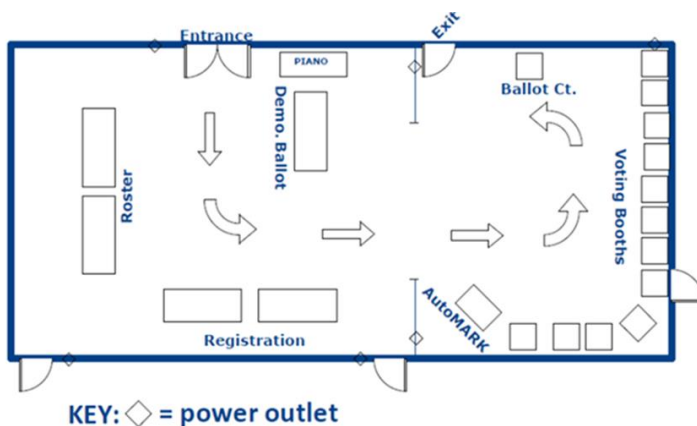 Entrance
Exit
PIANO
Ballot Ct.
Demo. Ballot
Roster
Voting Booths
AutoMARK
Registration
KEY: ◇ = power outlet